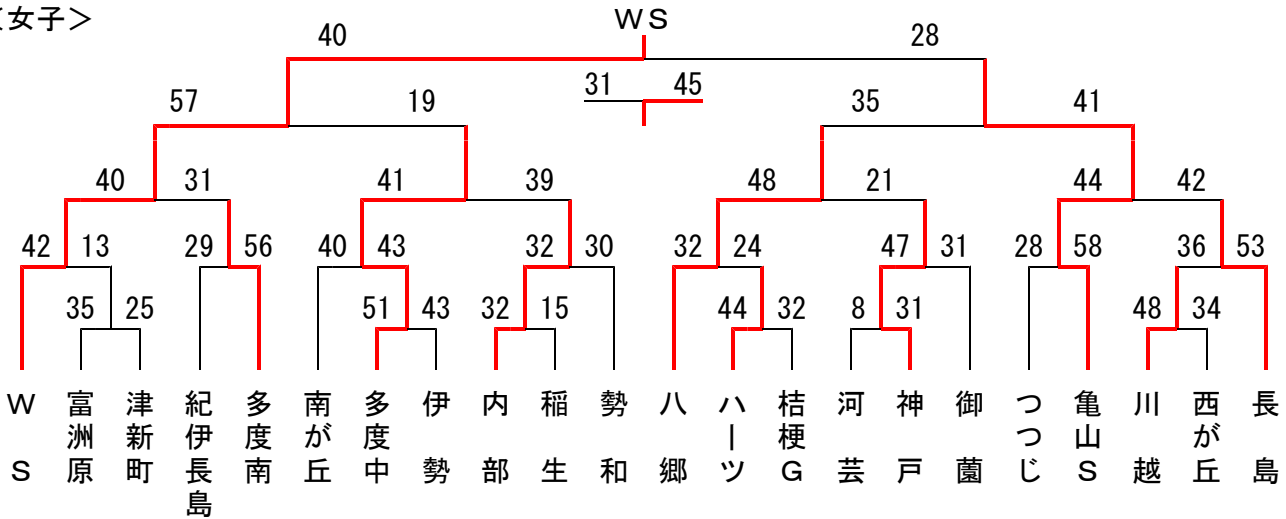 ＜女子＞
ＷＳ
40 28
31 45
57 19 35 41
40 31 41 39 48 21 44 42
42 13 29 56 40 43 32 30 32 24 47 31 28 58 36 53
35 25 51 43 32 15 44 32 8 31 48 34
ＷＳ
富洲原
津新町
紀伊長島
多度南
南が丘
多度中
伊勢
内部
稲生
勢和
八郷
ハーツ
桔梗Ｇ
河芸
神戸
御薗
つつじ
亀山Ｓ
川越
西が丘
長島